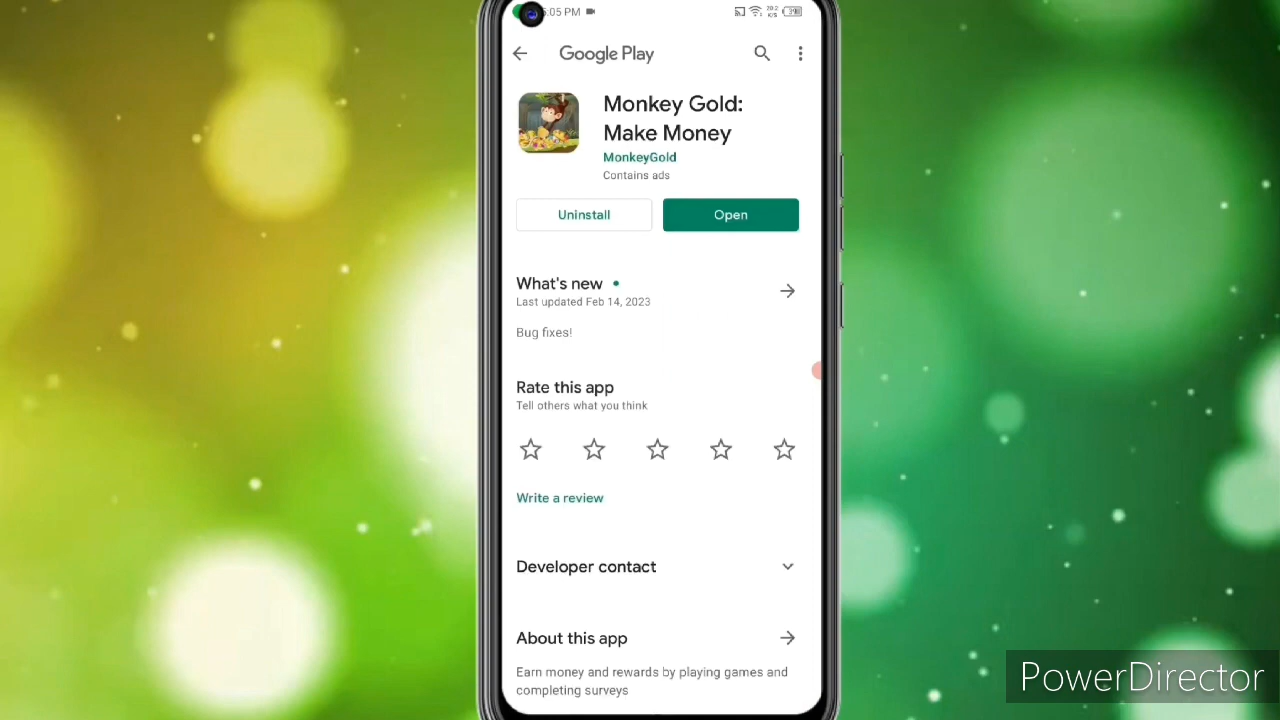 :05 PM
Google Play
Monkey Gold:
Make Money
MonkeyGold
Contains ads
Uninstall
Open
What's new
Last updated Feb 14, 2023
Bug fixes!
Rate this app
Tell others what you think
Write a review
Developer contact
About this app
Earn money and rewards by playing games and
completing surveys
PowerDirector